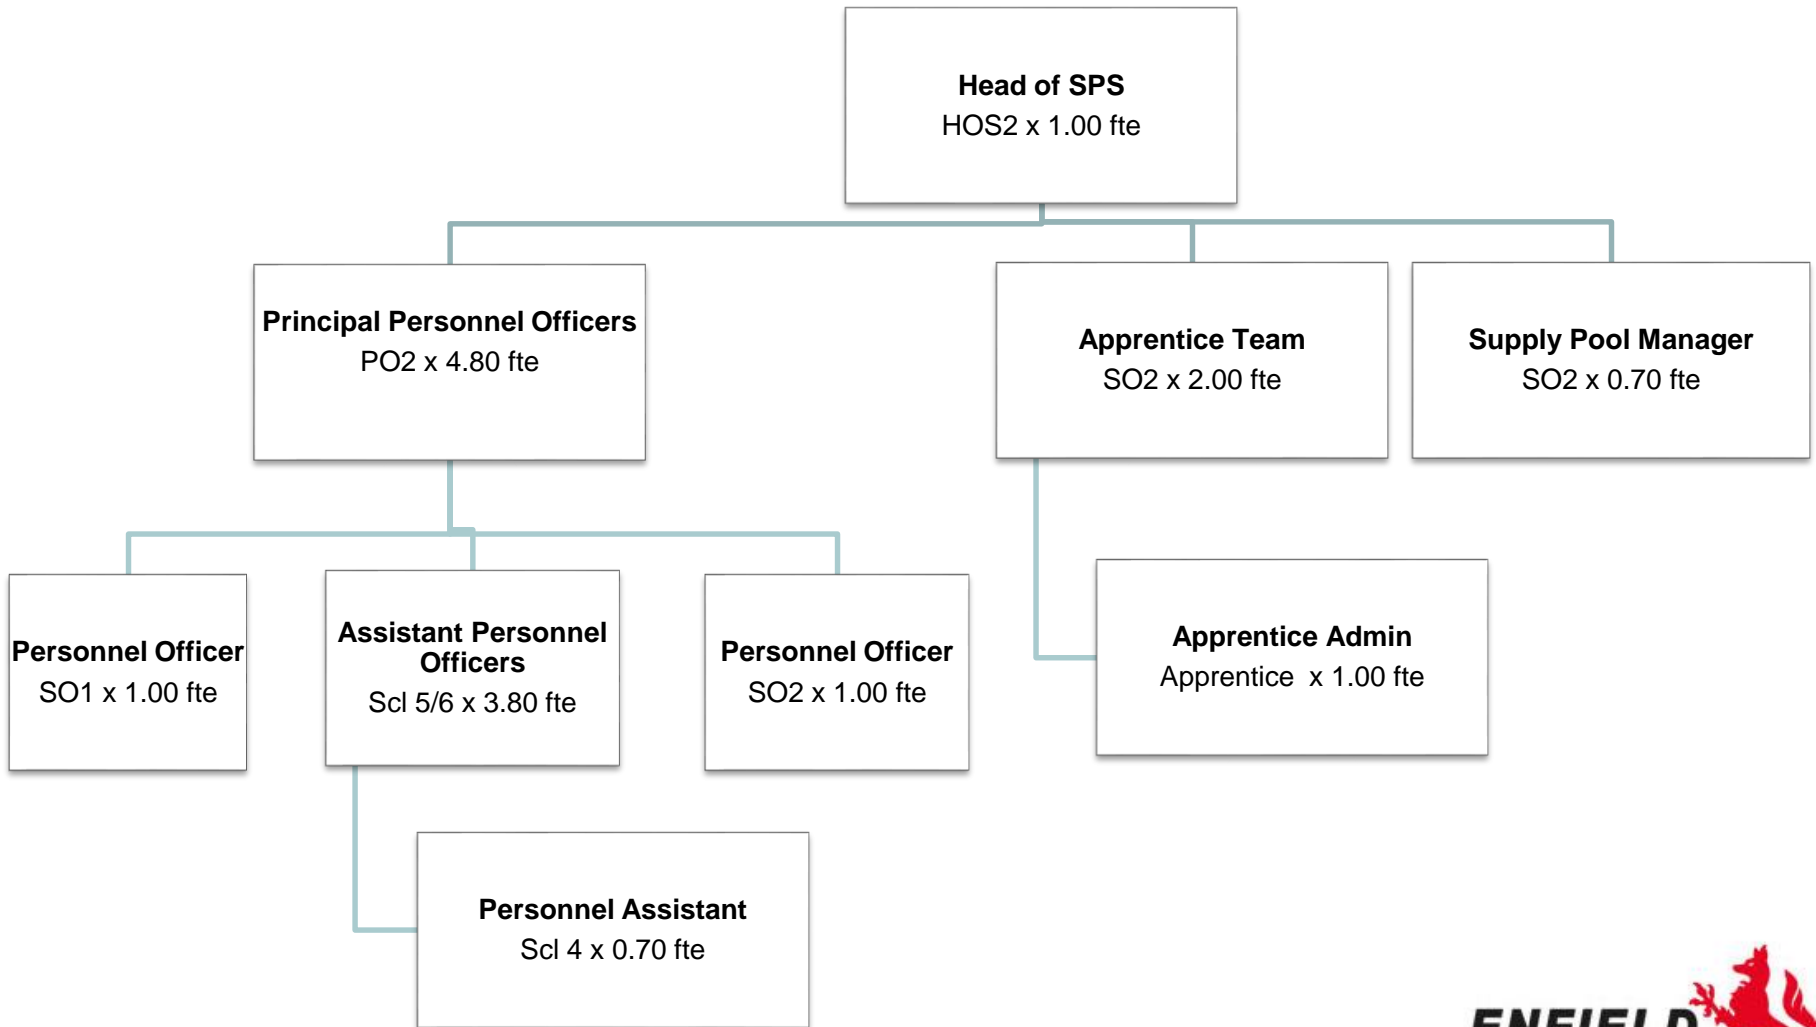 Head of SPS
HOS2 x 1.00 fte
Principal Personnel Officers
PO2 x 4.80 fte
Apprentice Team
SO2 x 2.00 fte
Supply Pool Manager
SO2 x 0.70 fte
Personnel Officer
SO1 x 1.00 fte
Assistant Personnel
Officers
Scl 5/6 x 3.80 fte
Personnel Officer
SO2 x 1.00 fte
Apprentice Admin
Apprentice  x 1.00 fte
Personnel Assistant
Scl 4 x 0.70 fte
ENFIELD